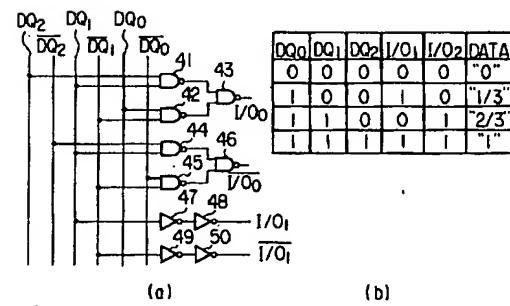 DQ2 DQ1 DQ0
DQ2 DQ1 DQ0
41
43
42
I/O0
44
46
45
I/O0
47 48
I/O1
49 50
I/O1
(a)
DQ0 DQ1 DQ2 I/O1 I/O2 DATA
0 0 0 0 0 "0"
1 0 0 1 0 "1/3"
1 1 0 0 1 "2/3"
1 1 1 1 1 "1"
(b)